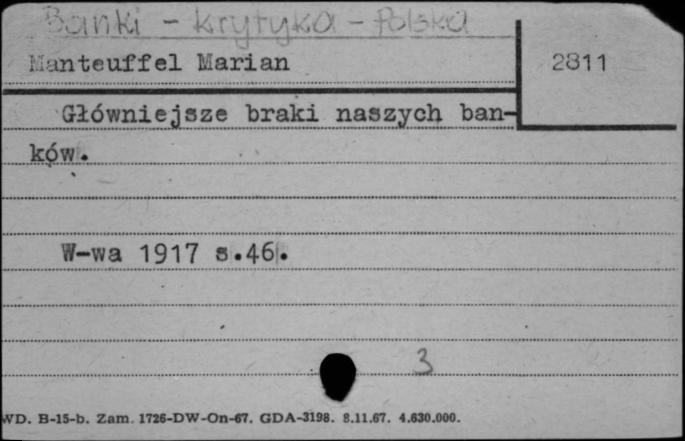 Banki - krytyka - Polska
Manteuffel Marian
2811
Główniejsze braki naszych ban-
ków.
W-wa 1917 s.46.
3
WD. B-15-b. Zam. 1726-DW-On-67. GDA-3198. 8.11.67. 4.630.000.